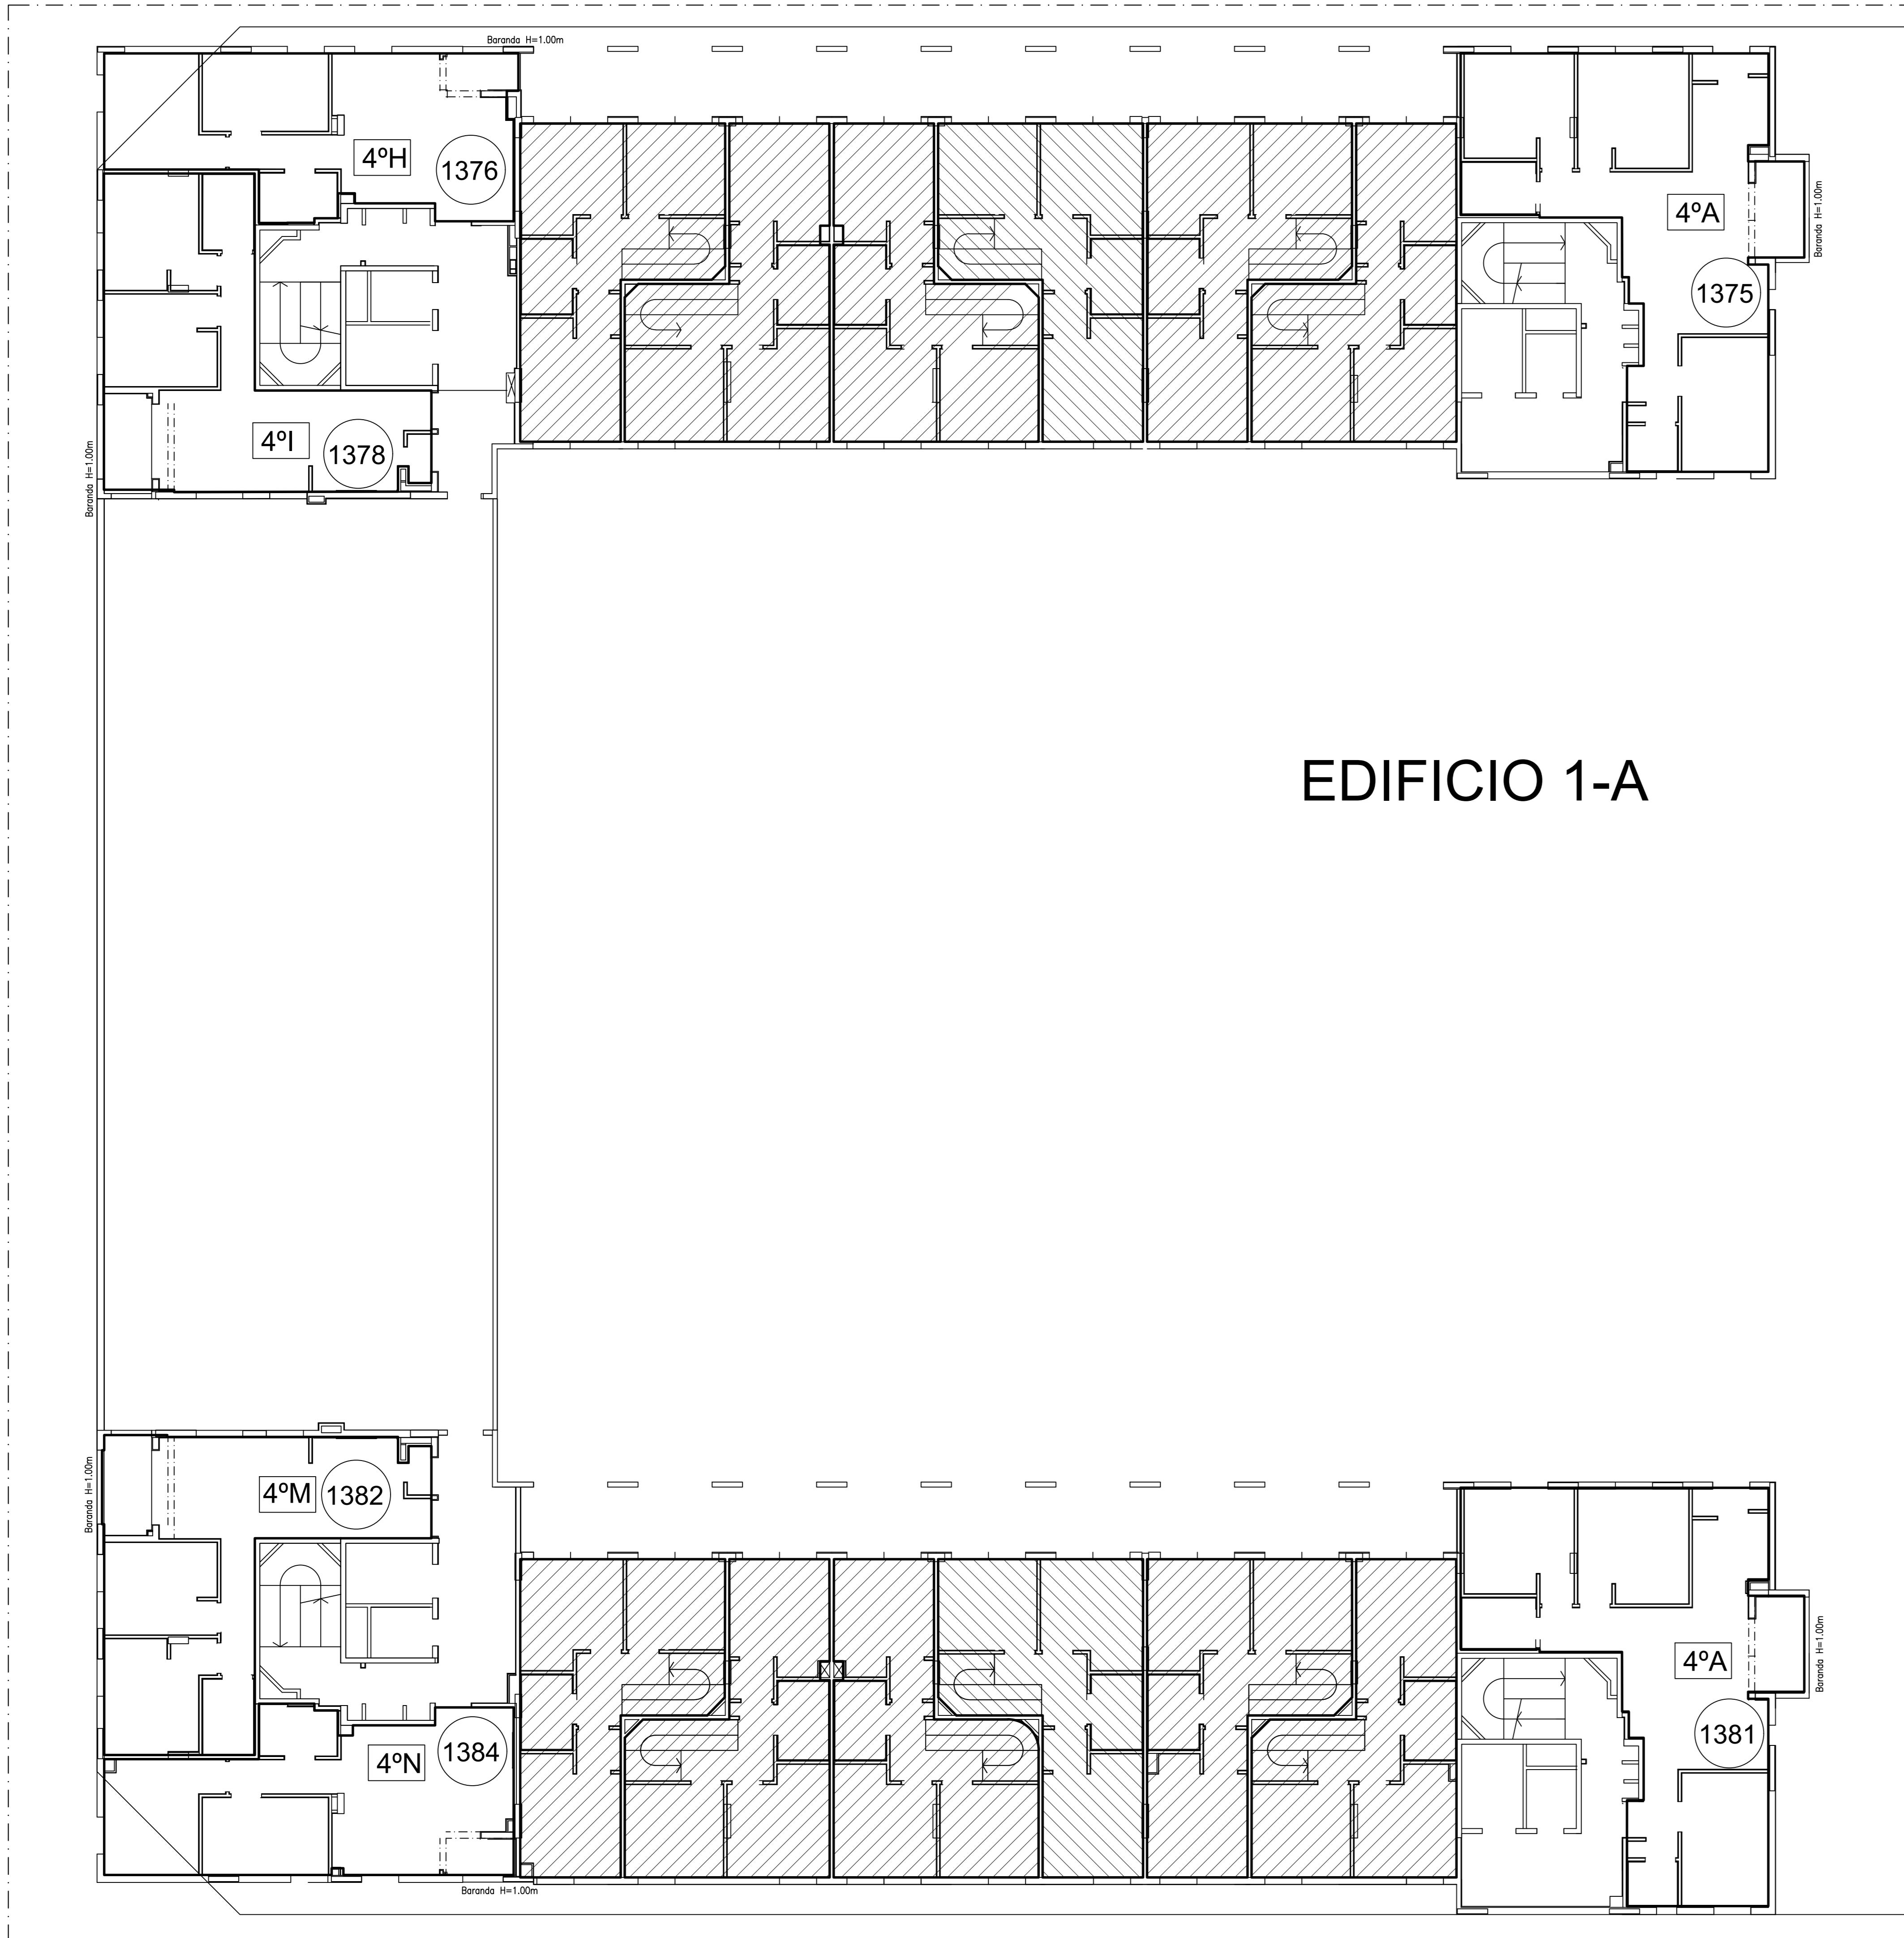 Baranda H=1.00m
4ºH
1376
4ºA
Baranda H=1.00m
1375
4ºI
1378
Baranda H=1.00m
EDIFICIO 1-A
4ºM
1382
Baranda H=1.00m
4ºA
Baranda H=1.00m
1381
4ºN
1384
Baranda H=1.00m